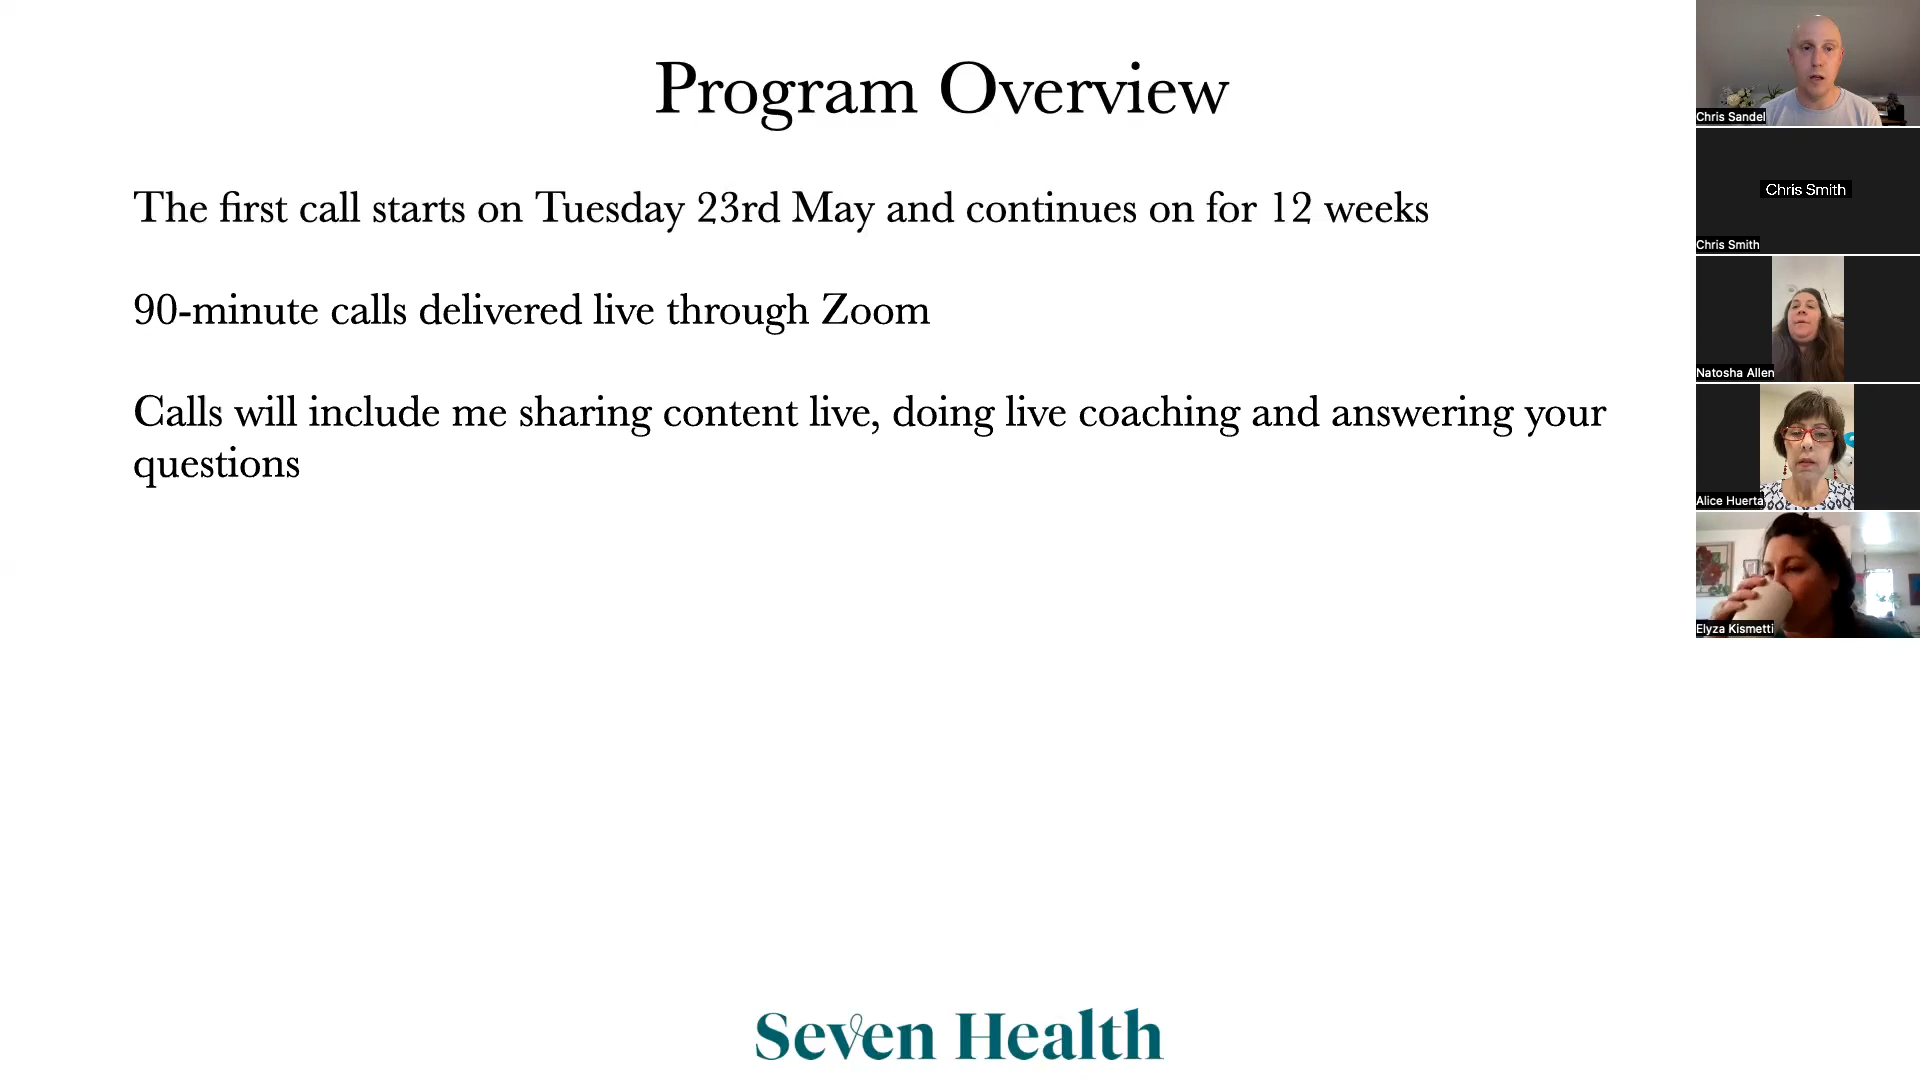 Program Overview
The first call starts on Tuesday 23rd May and continues on for 12 weeks
90-minute calls delivered live through Zoom
Calls will include me sharing content live, doing live coaching and answering your
questions
Seven Health
Chris Sandel
Chris Smith
Chris Smith
Natosha Allen
Alice Huerta
Elyza Kismetti